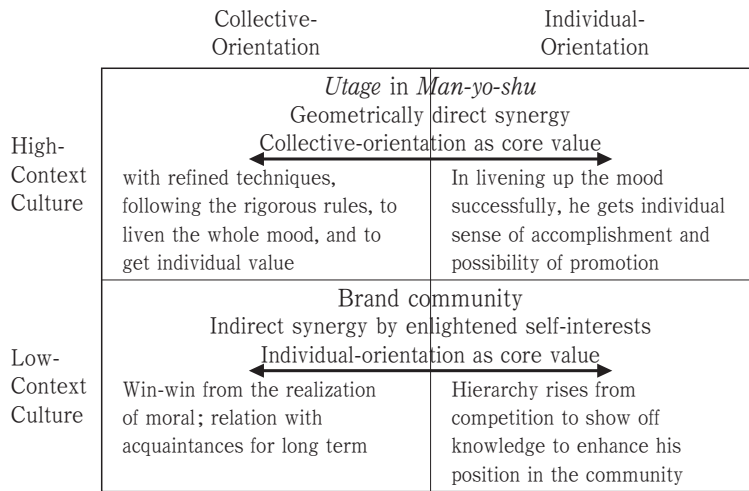 Collective-
Orientation
Individual-
Orientation
High-
Context
Culture
Utage in Man-yo-shu
Geometrically direct synergy
Collective-orientation as core value
with refined techniques,
following the rigorous rules, to
liven the whole mood, and to
get individual value
In livening up the mood
successfully, he gets individual
sense of accomplishment and
possibility of promotion
Low-
Context
Culture
Brand community
Indirect synergy by enlightened self-interests
Individual-orientation as core value
Win-win from the realization
of moral; relation with
acquaintances for long term
Hierarchy rises from
competition to show off
knowledge to enhance his
position in the community